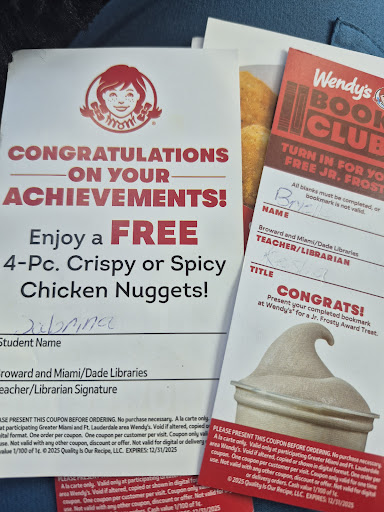 CONGRATULATIONS
ON YOUR
ACHIEVEMENTS!
Enjoy a FREE
4-Pc. Crispy or Spicy
Chicken Nuggets!
Sabrina
Student Name
Broward and Miami/Dade Libraries
Teacher/Librarian Signature
PLEASE PRESENT THIS COUPON BEFORE ORDERING. No purchase necessary. A la carte only.
at participating Greater Miami and Ft. Lauderdale area Wendy's. Void if altered, copied or
digital format. One order per coupon. One coupon per customer per visit. Coupon only
use. Not valid with any other coupon, discount or offer. Not valid for digital or delivery
value 1/100 of 1¢. © 2025 Quality Is Our Recipe, LLC. EXPIRES: 12/31/2025
Wendy's
BOOK
CLUB
TURN IN FOR YO
FREE JR. FROST
All blanks must be completed, or
bookmark is not valid.
NAME
Broward and Miami/Dade Libraries
TEACHER/LIBRARIAN
TITLE
CONGRATS!
Present your completed bookmark
at Wendy's® for a Jr. Frosty Award Treat.
PLEASE PRESENT THIS COUPON BEFORE ORDERING. No purchase necessary.
A la carte only. Valid at participating Greater Miami and Ft. Lauderdale
area Wendy's. Void if altered, copied or shown in digital format. One order per
coupon. One coupon per customer per visit. Coupon only valid for
use. Not valid with any other coupon, discount or offer. Not valid for digital
or delivery orders. Cash value 1/100 of 1¢.
© 2025 Quality Is Our Recipe, LLC. EXPIRES: 12/31/2025